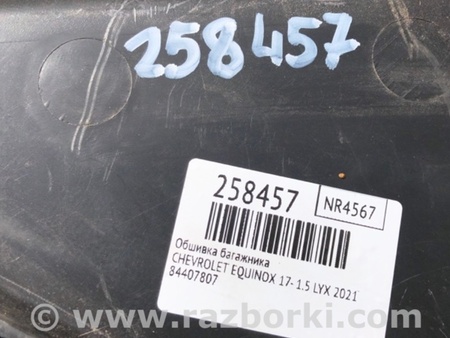 258457
258457
NR4567
Обшивка багажника
CHEVROLET EQUINOX 17- 1.5 LYX 2021
84407807
www.razborki.com